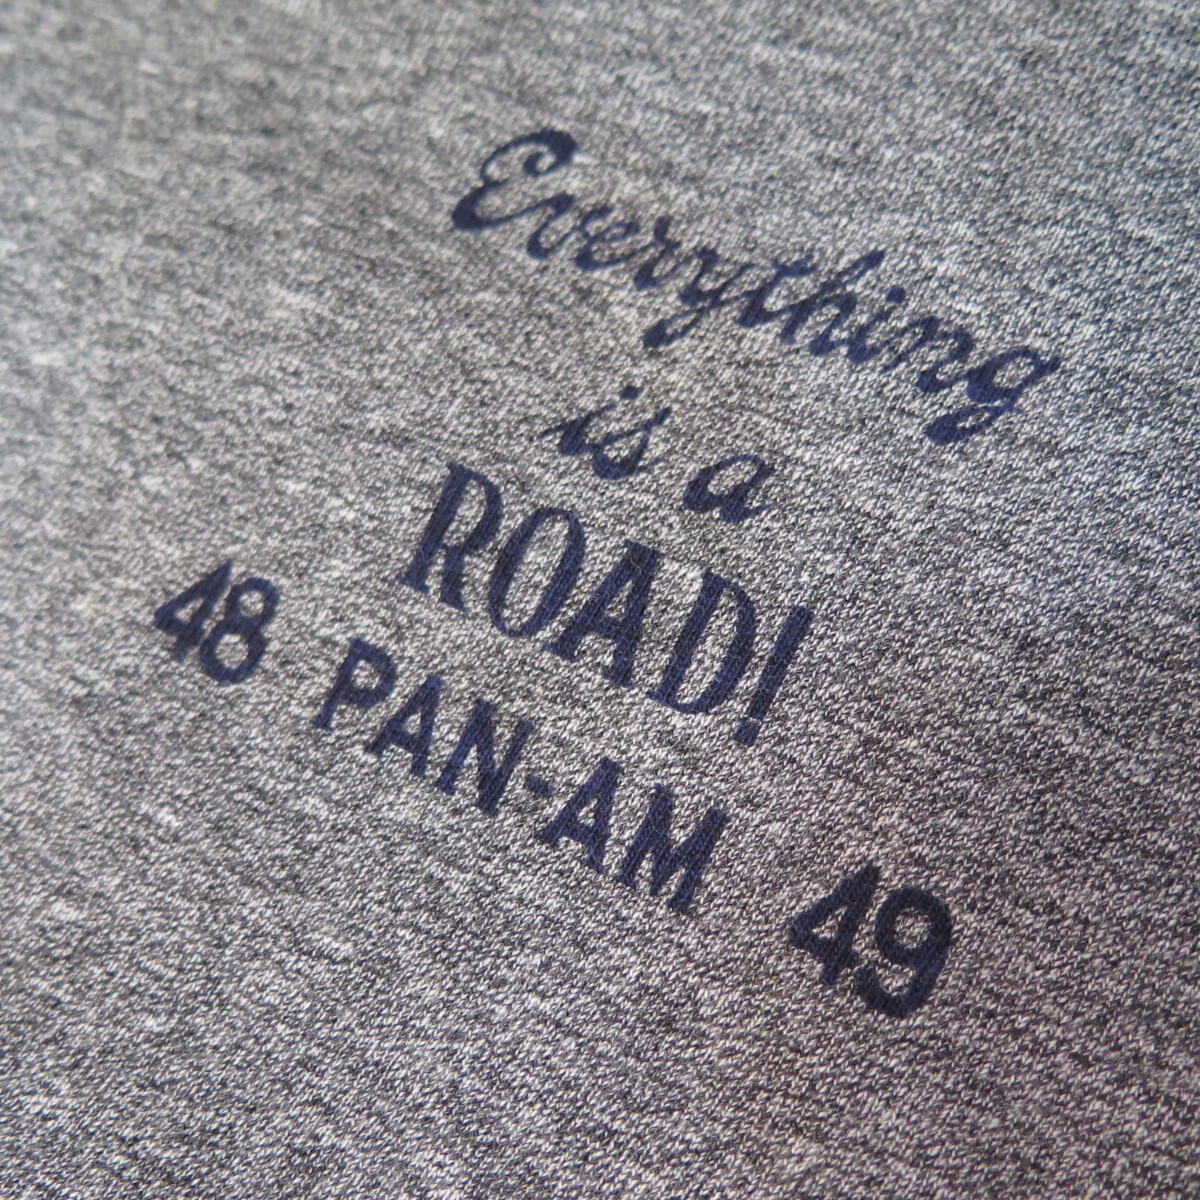 Everything
is a
ROAD!
48 PAN-AM 49